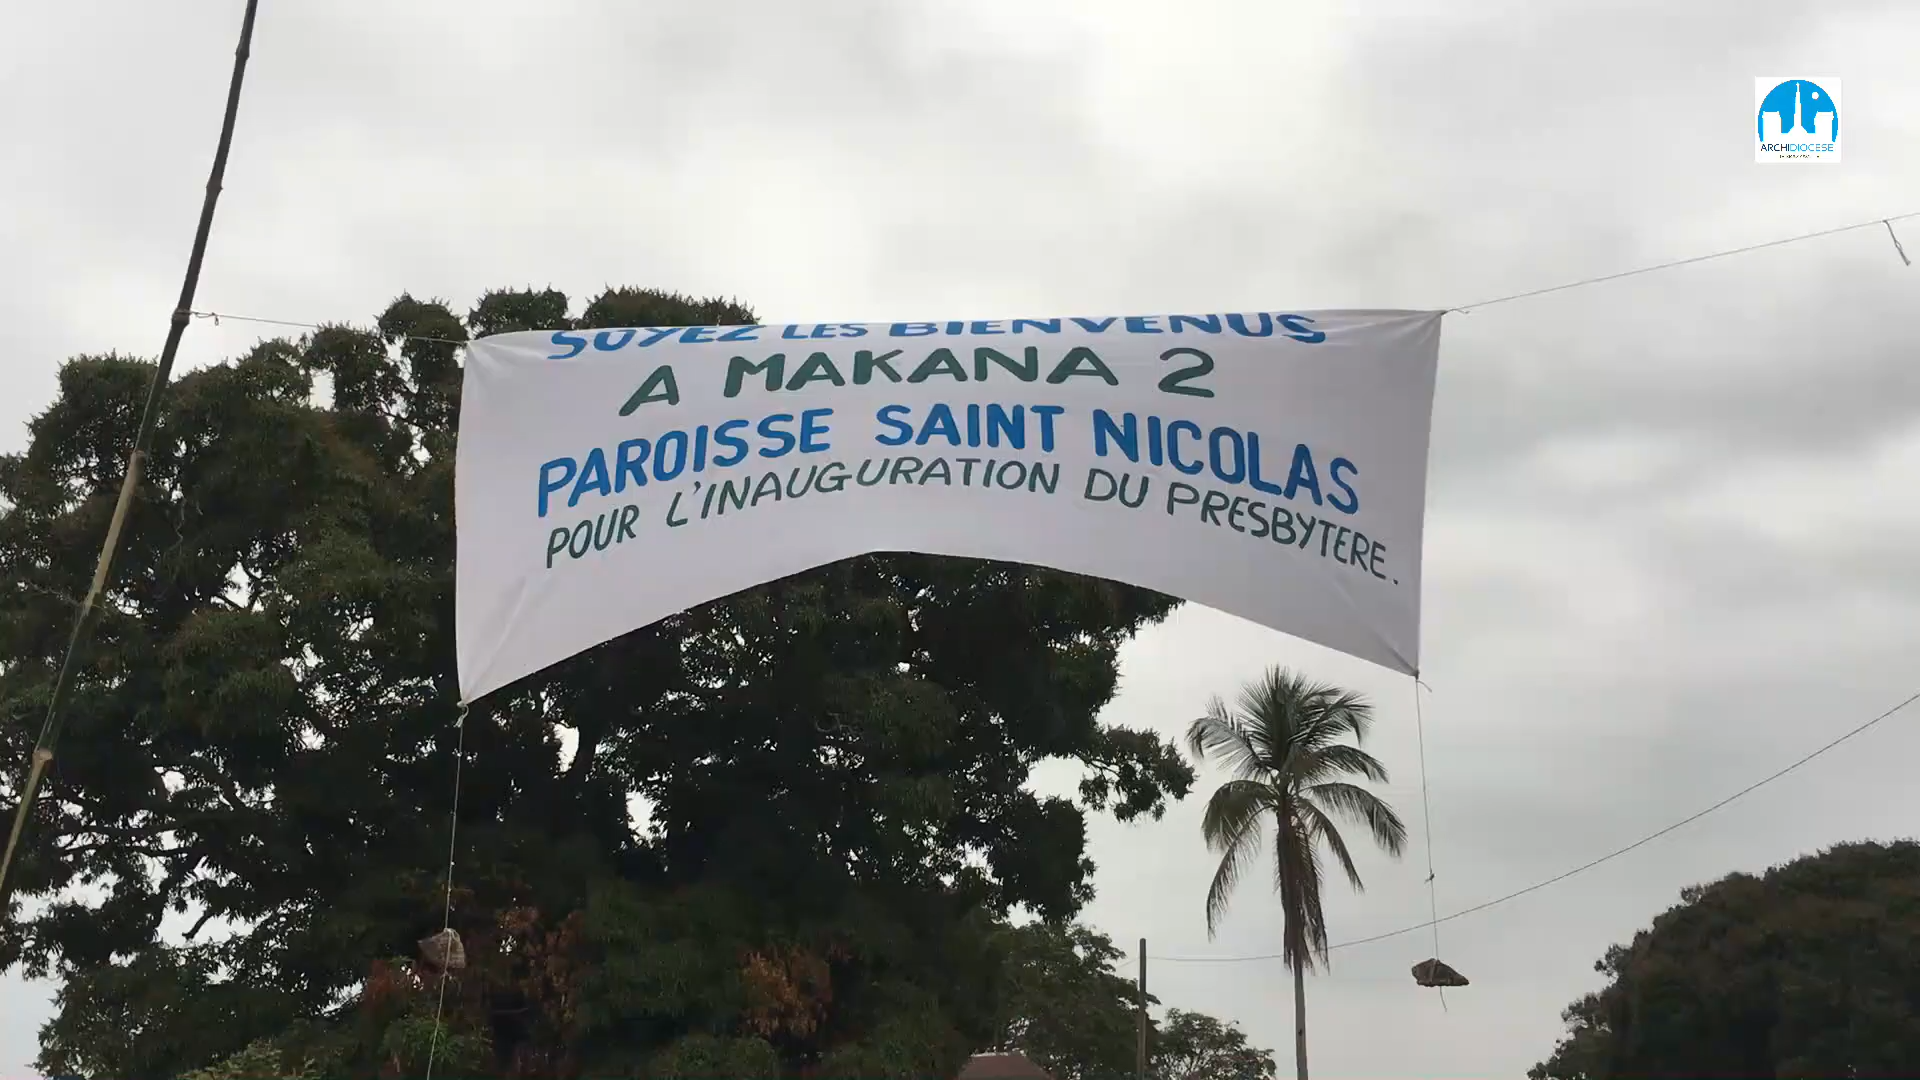 SOYEZ LES BIENVENUS
A MAKANA 2
PAROISSE SAINT NICOLAS
POUR L'INAUGURATION DU PRESBYTERE.
ARCHIDIOCESE